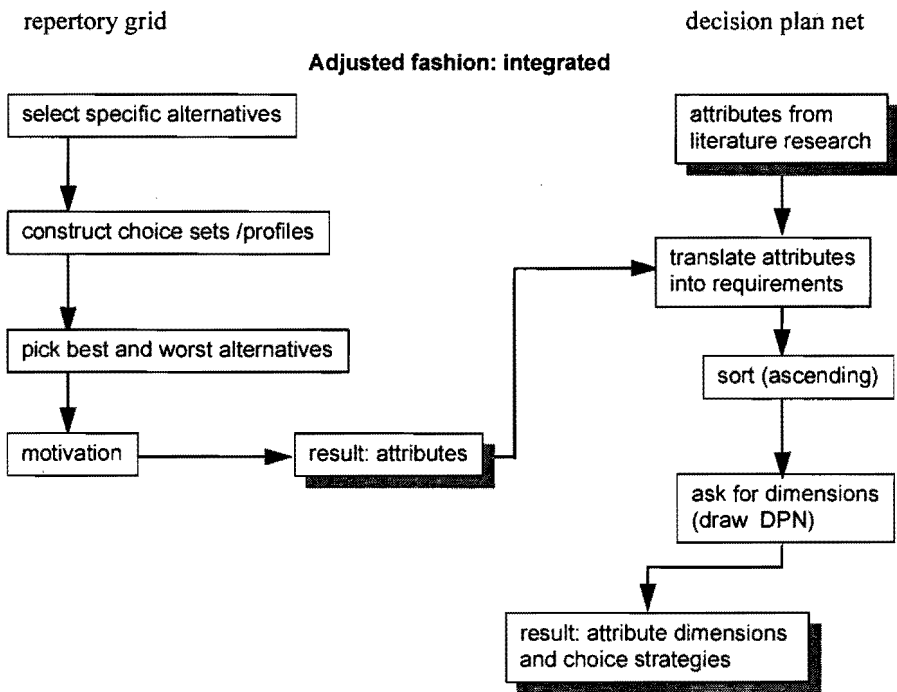 repertory grid
decision plan net
Adjusted fashion: integrated
select specific alternatives
construct choice sets /profiles
pick best and worst alternatives
motivation
result: attributes
attributes from
literature research
translate attributes
into requirements
sort (ascending)
ask for dimensions
(draw DPN)
result: attribute dimensions
and choice strategies